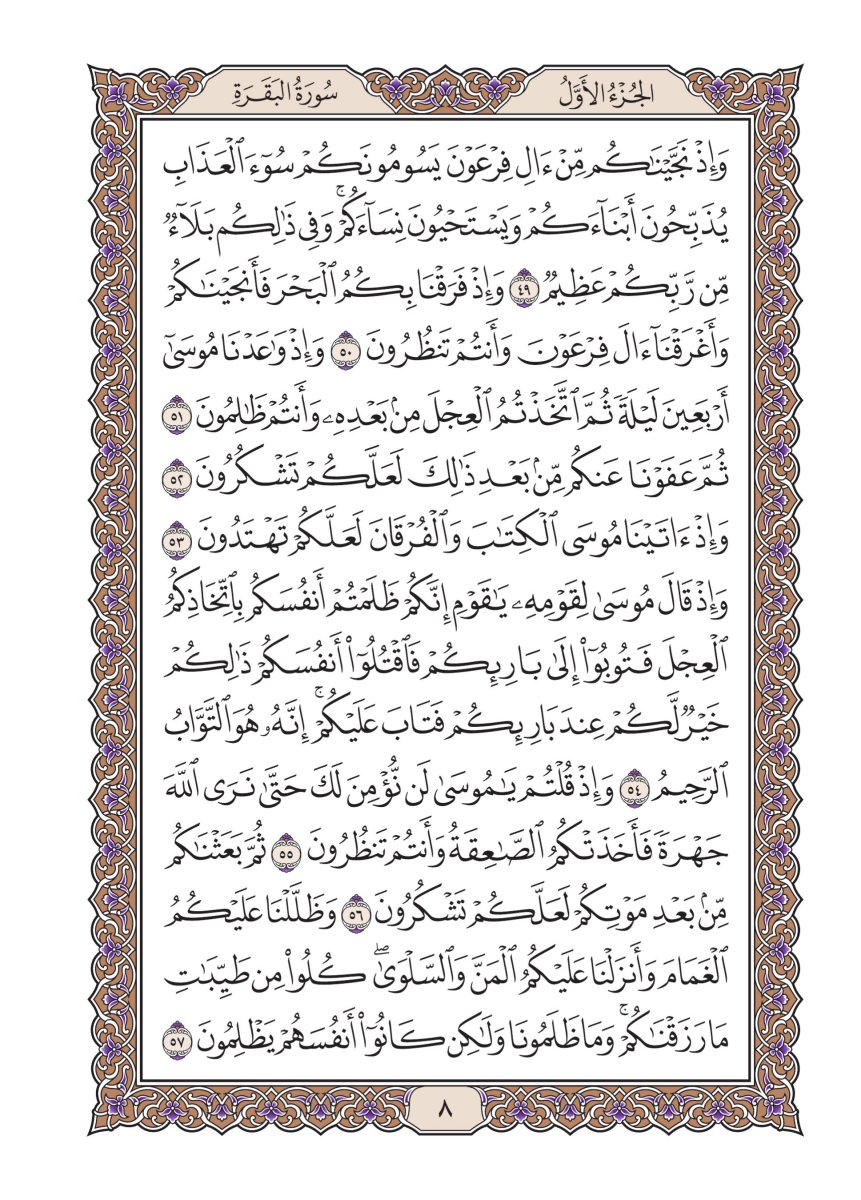 الجُزْءُ الأَوَّلُ
سُورَةُ البَقَرَةِ
وَإِذْ نَجَّيْنَٰكُم مِّنْ ءَالِ فِرْعَوْنَ يَسُومُونَكُمْ سُوٓءَ ٱلْعَذَابِ
يُذَبِّحُونَ أَبْنَآءَكُمْ وَيَسْتَحْيُونَ نِسَآءَكُمْ ۚ وَفِى ذَٰلِكُم بَلَآءٌ
مِّن رَّبِّكُمْ عَظِيمٌ ٤٩ وَإِذْ فَرَقْنَا بِكُمُ ٱلْبَحْرَ فَأَنجَيْنَٰكُمْ
وَأَغْرَقْنَآ ءَالَ فِرْعَوْنَ وَأَنتُمْ تَنظُرُونَ ٥٠ وَإِذْ وَٰعَدْنَا مُوسَىٰٓ
أَرْبَعِينَ لَيْلَةً ثُمَّ ٱتَّخَذْتُمُ ٱلْعِجْلَ مِنۢ بَعْدِهِۦ وَأَنتُمْ ظَٰلِمُونَ ٥١
ثُمَّ عَفَوْنَا عَنكُم مِّنۢ بَعْدِ ذَٰلِكَ لَعَلَّكُمْ تَشْكُرُونَ ٥٢
وَإِذْ ءَاتَيْنَا مُوسَى ٱلْكِتَٰبَ وَٱلْفُرْقَانَ لَعَلَّكُمْ تَهْتَدُونَ ٥٣
وَإِذْ قَالَ مُوسَىٰ لِقَوْمِهِۦ يَٰقَوْمِ إِنَّكُمْ ظَلَمْتُمْ أَنفُسَكُم بِٱتِّخَاذِكُمُ
ٱلْعِجْلَ فَتُوبُوٓا۟ إِلَىٰ بَارِئِكُمْ فَٱقْتُلُوٓا۟ أَنفُسَكُمْ ذَٰلِكُمْ
خَيْرٌ لَّكُمْ عِندَ بَارِئِكُمْ فَتَابَ عَلَيْكُمْ ۚ إِنَّهُۥ هُوَ ٱلتَّوَّابُ
ٱلرَّحِيمُ ٥٤ وَإِذْ قُلْتُمْ يَٰمُوسَىٰ لَن نُّؤْمِنَ لَكَ حَتَّىٰ نَرَى ٱللَّهَ
جَهْرَةً فَأَخَذَتْكُمُ ٱلصَّٰعِقَةُ وَأَنتُمْ تَنظُرُونَ ٥٥ ثُمَّ بَعَثْنَٰكُم
مِّنۢ بَعْدِ مَوْتِكُمْ لَعَلَّكُمْ تَشْكُرُونَ ٥٦ وَظَلَّلْنَا عَلَيْكُمُ
ٱلْغَمَامَ وَأَنزَلْنَا عَلَيْكُمُ ٱلْمَنَّ وَٱلسَّلْوَىٰ ۖ كُلُوا۟ مِن طَيِّبَٰتِ
مَا رَزَقْنَٰكُمْ ۚ وَمَا ظَلَمُونَا وَلَٰكِن كَانُوٓا۟ أَنفُسَهُمْ يَظْلِمُونَ ٥٧
٨